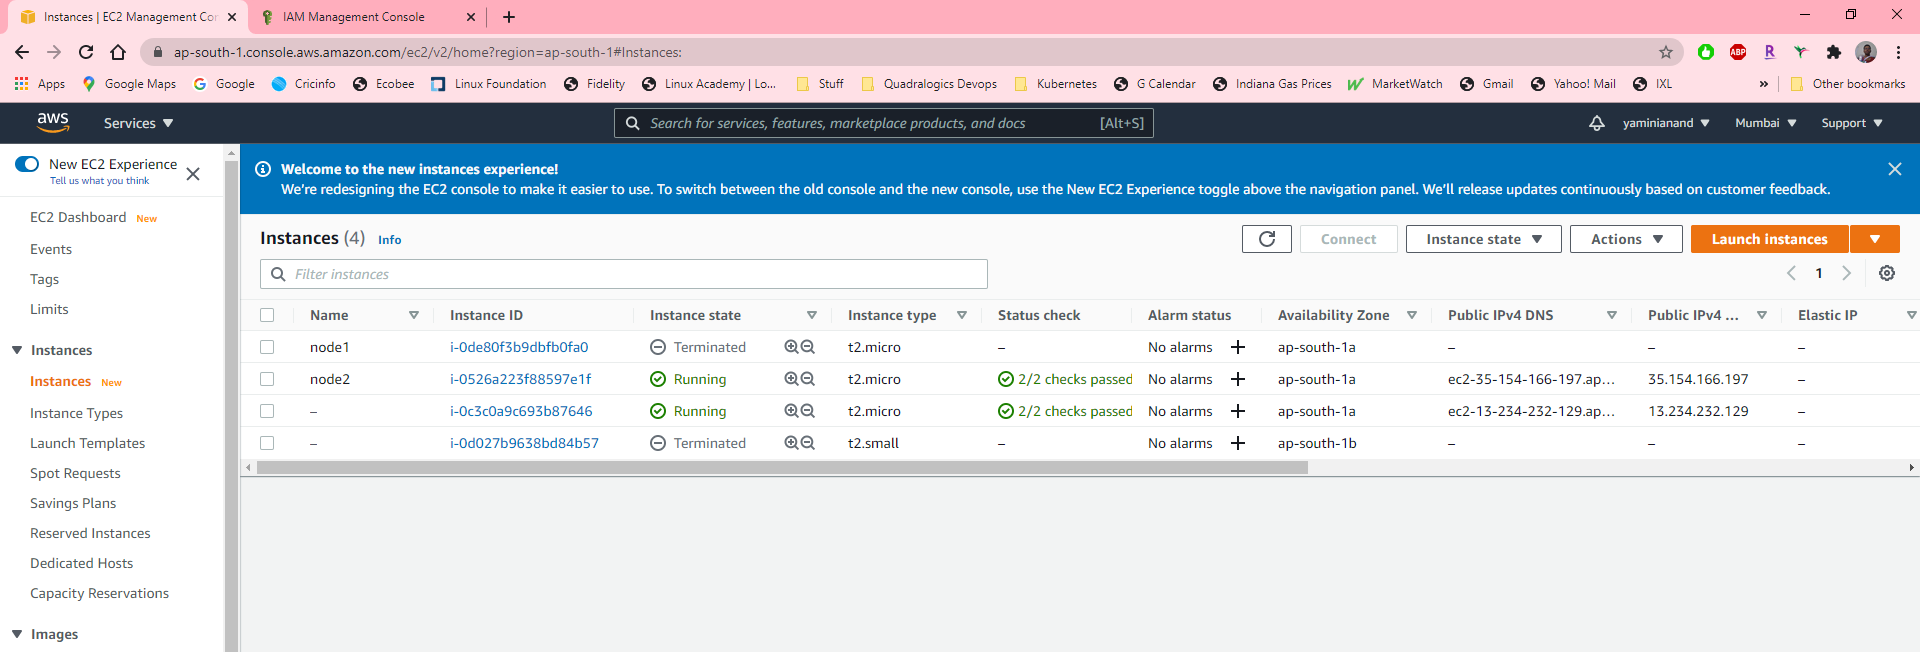 Instances | EC2 Management Cor
IAM Management Console
ap-south-1.console.aws.amazon.com/ec2/v2/home?region=ap-south-1#Instances:
ABP
R
Apps Google Maps Google Cricinfo Ecobee Linux Foundation Fidelity Linux Academy | Lo... Stuff Quadralogics Devops Kubernetes G Calendar Indiana Gas Prices MarketWatch Gmail Yahoo! Mail IXL » Other bookmarks
aws Services Search for services, features, marketplace products, and docs [Alt+S] yaminianand Mumbai Support
New EC2 Experience
Tell us what you think
EC2 Dashboard New
Events
Tags
Limits
Instances
Instances New
Instance Types
Launch Templates
Spot Requests
Savings Plans
Reserved Instances
Dedicated Hosts
Capacity Reservations
Images
Welcome to the new instances experience!
We're redesigning the EC2 console to make it easier to use. To switch between the old console and the new console, use the New EC2 Experience toggle above the navigation panel. We'll release updates continuously based on customer feedback.
Instances (4) Info Connect Instance state Actions Launch instances
Filter instances 1
Name Instance ID Instance state Instance type Status check Alarm status Availability Zone Public IPv4 DNS Public IPv4 ... Elastic IP
node1 i-0de80f3b9dbfb0fa0 Terminated t2.micro – No alarms + ap-south-1a – – –
node2 i-0526a223f88597e1f Running t2.micro 2/2 checks passed No alarms + ap-south-1a ec2-35-154-166-197.ap... 35.154.166.197 –
– i-0c3c0a9c693b87646 Running t2.micro 2/2 checks passed No alarms + ap-south-1a ec2-13-234-232-129.ap... 13.234.232.129 –
– i-0d027b9638bd84b57 Terminated t2.small – No alarms + ap-south-1b – – –